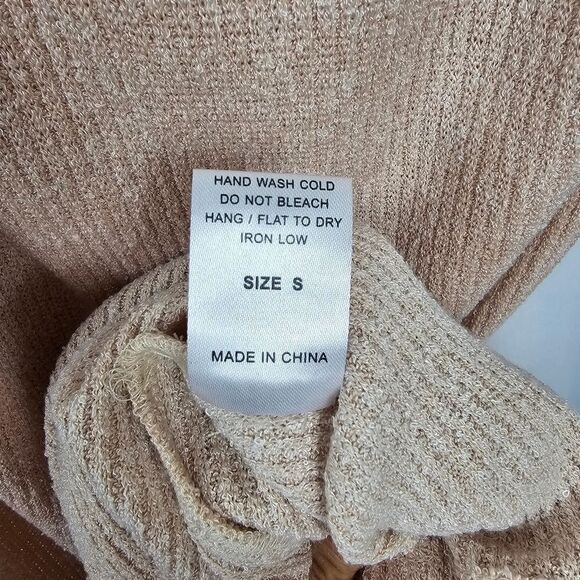 HAND WASH COLD
DO NOT BLEACH
HANG / FLAT TO DRY
IRON LOW
SIZE S
MADE IN CHINA